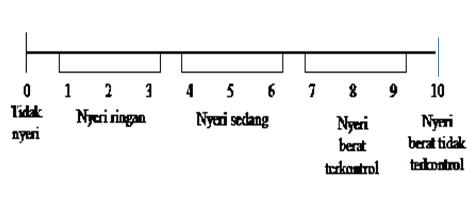 0 1 2 3 4 5 6 7 8 9 10
Tidak
nyeri
Nyeri ringan
Nyeri sedang
Nyeri
berat
terkontrol
Nyeri
berat tidak
terkontrol